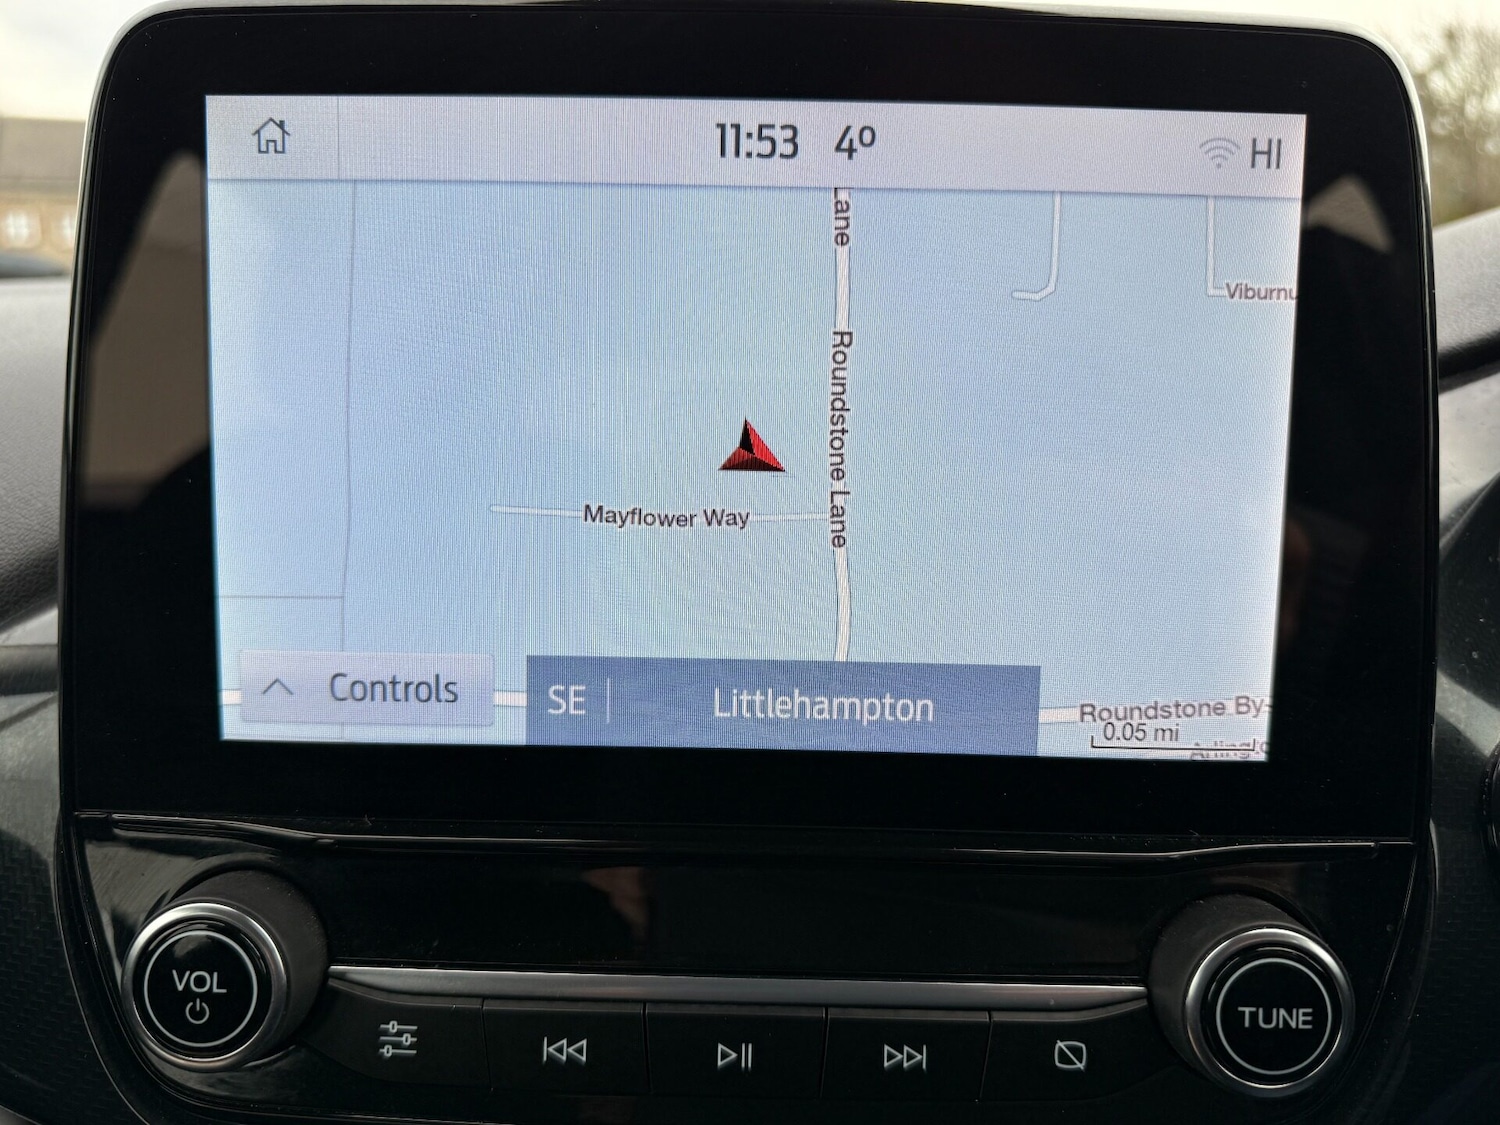 11:53 4º HI
Lane
Viburnu
Roundstone Lane
Mayflower Way
Controls
SE Littlehampton
Roundstone By-
0.05 mi
VOL
TUNE